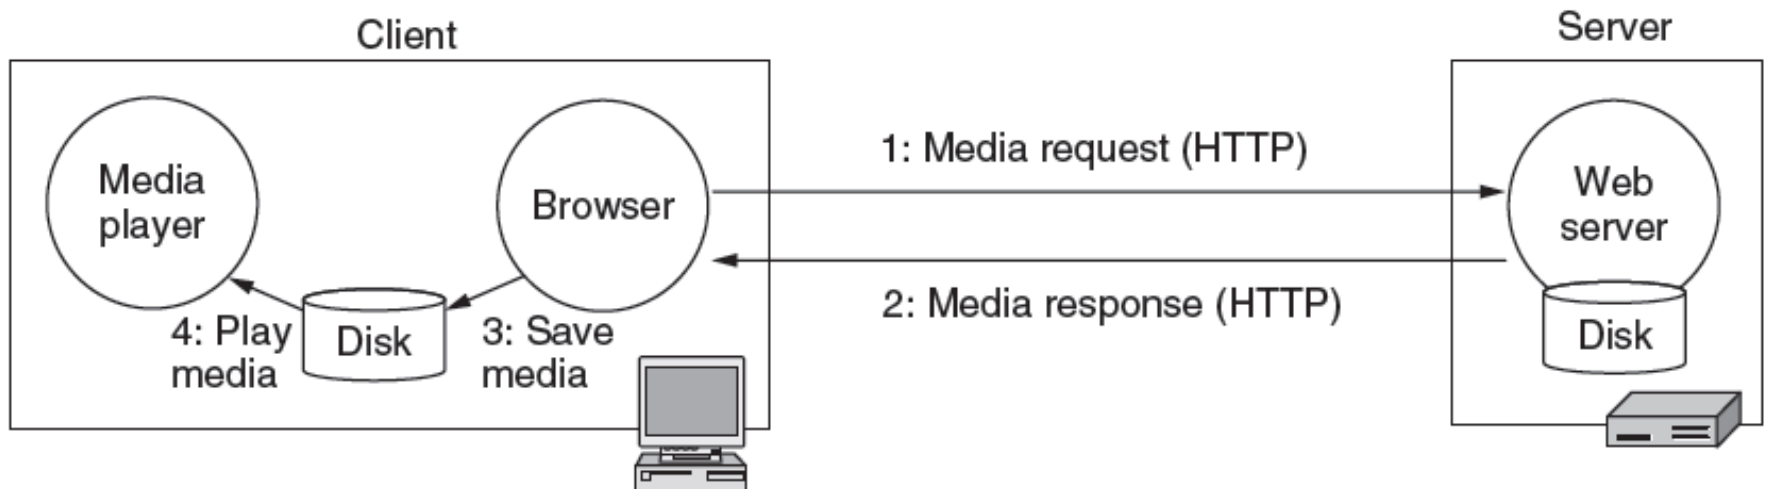 Client
Server
Media
player
Browser
1: Media request (HTTP)
Web
server
2: Media response (HTTP)
4: Play
media
Disk
3: Save
media
Disk